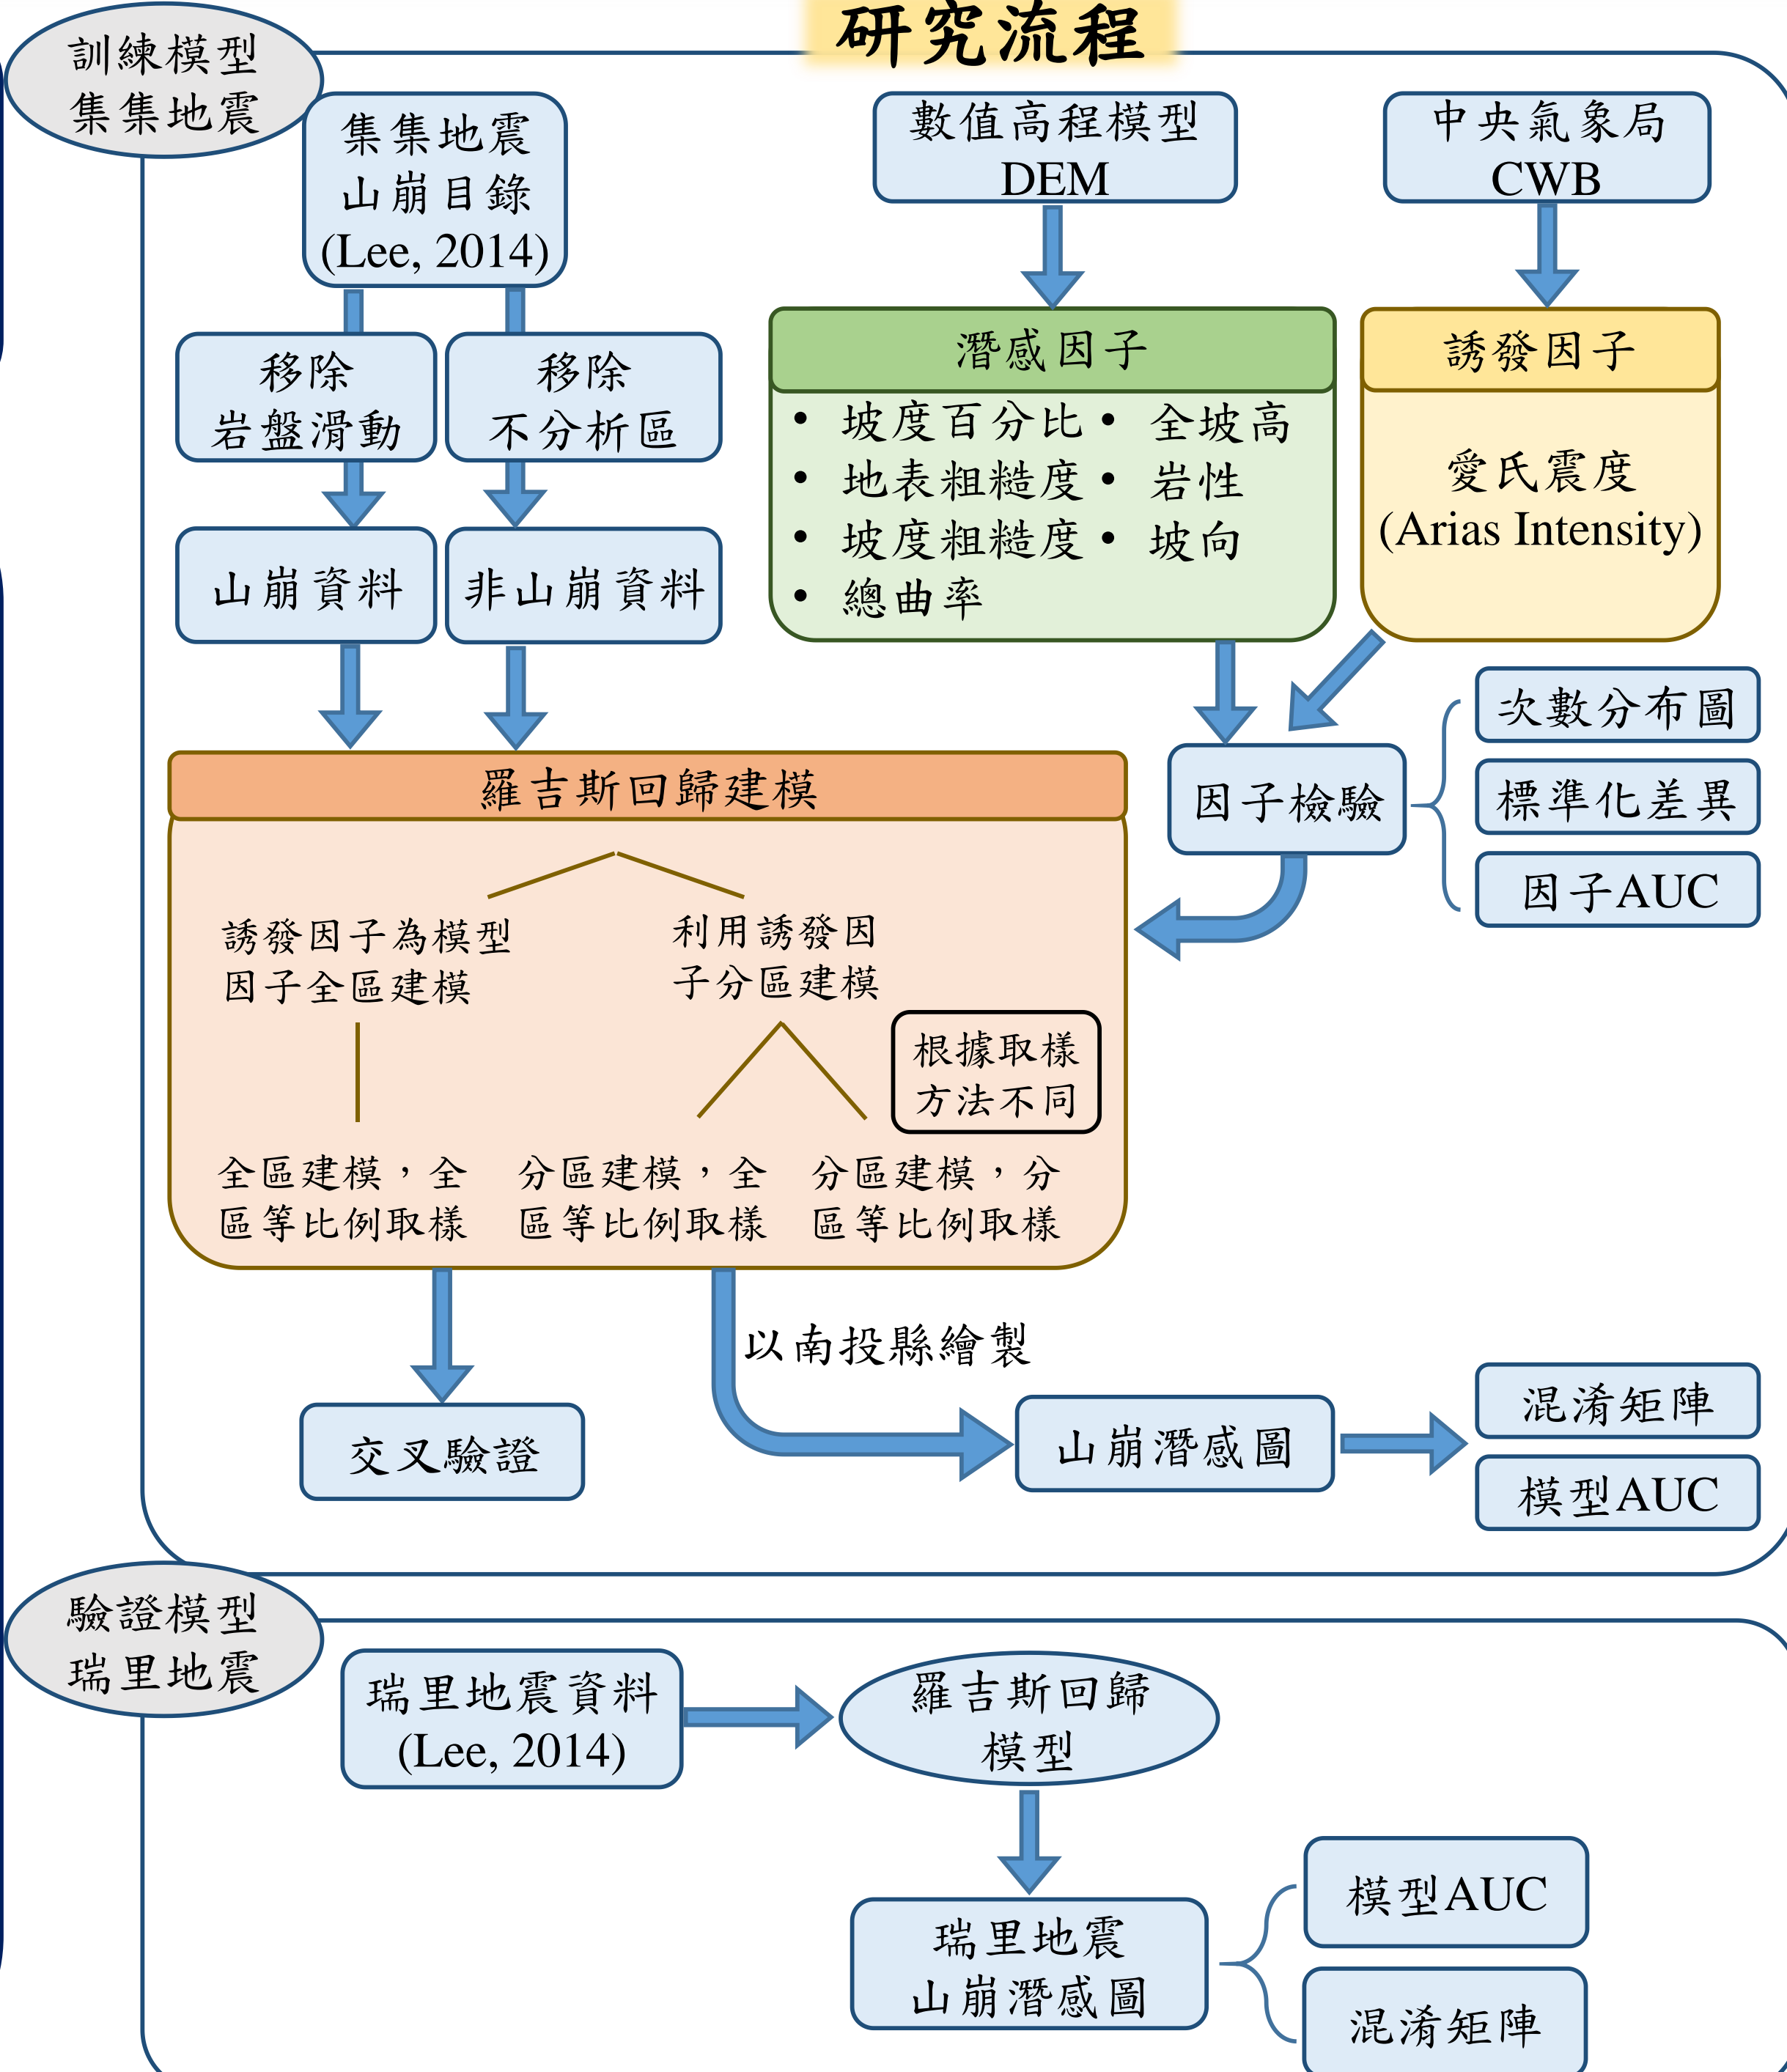 研究流程
訓練模型
集集地震
集集地震
山崩目錄
(Lee, 2014)
數值高程模型
DEM
中央氣象局
CWB
移除
岩盤滑動
移除
不分析區
山崩資料
非山崩資料
潛感因子
• 坡度百分比
• 地表粗糙度
• 坡度粗糙度
• 總曲率
• 全坡高
• 岩性
• 坡向
誘發因子
愛氏震度
(Arias Intensity)
因子檢驗
次數分布圖
標準化差異
因子AUC
羅吉斯回歸建模
誘發因子為模型
因子全區建模
利用誘發因
子分區建模
根據取樣
方法不同
全區建模，全
區等比例取樣
分區建模，全
區等比例取樣
分區建模，分
區等比例取樣
交叉驗證
以南投縣繪製
山崩潛感圖
混淆矩陣
模型AUC
驗證模型
瑞里地震
瑞里地震資料
(Lee, 2014)
羅吉斯回歸
模型
瑞里地震
山崩潛感圖
模型AUC
混淆矩陣